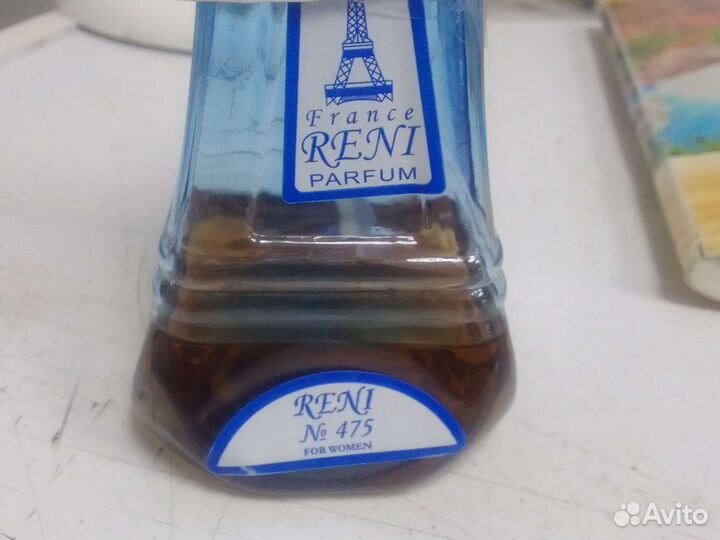 France
RENI
PARFUM
RENI
№ 475
FOR WOMEN
Avito